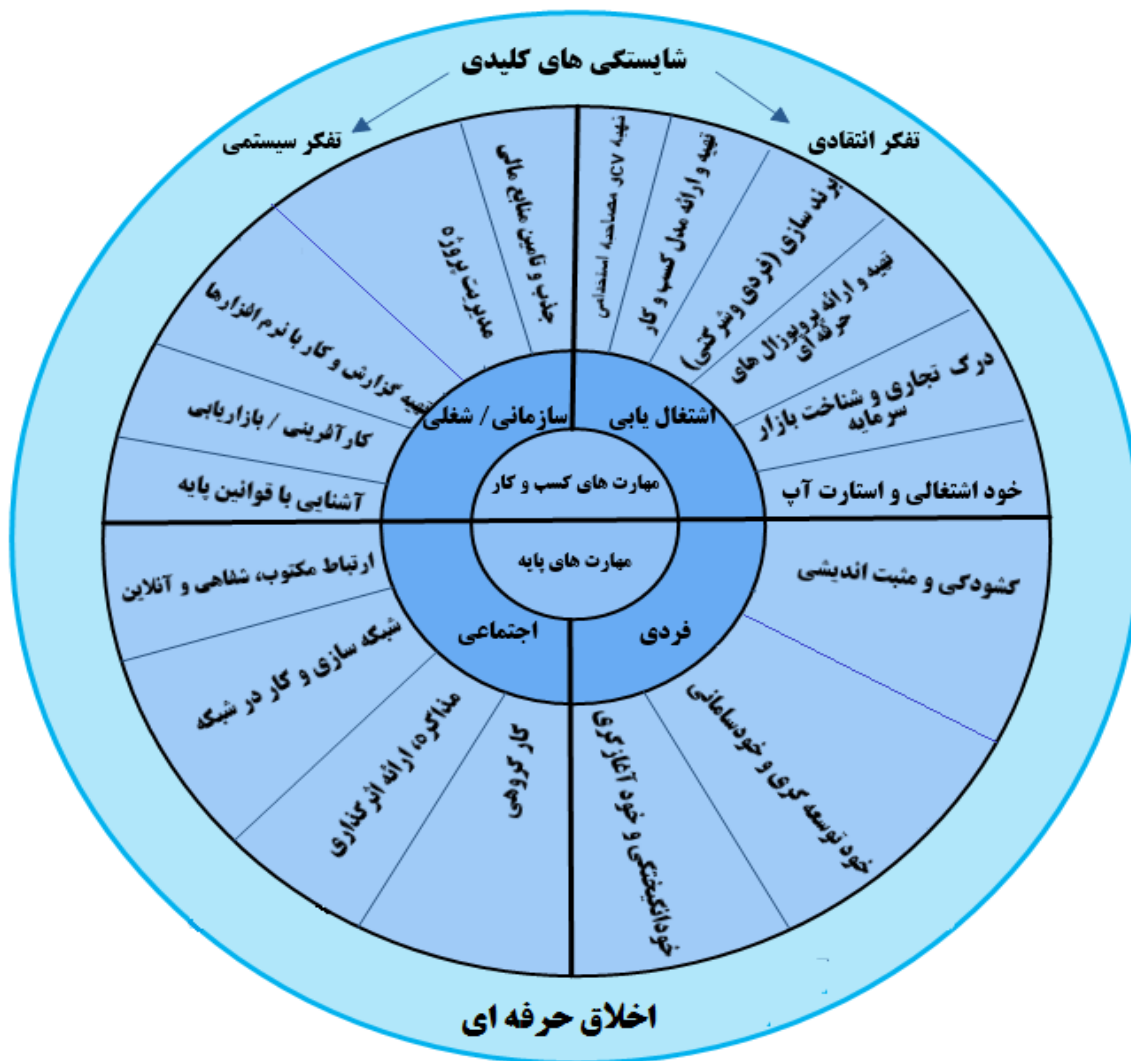 شایستگی های کلیدی
تفکر انتقادی
تفکر سیستمی
تهیه CVو مصاحبه استخدامی
تهیه و ارائه مدل کسب و کار
برند سازی (فردی وشرکتی)
تهیه و ارائه پروپوزال های
حرفه ای
درک تجاری و شناخت بازار
سرمایه
خود اشتغالی و استارت آپ
جذب و تامین منابع مالی
مدیریت پروژه
تهیه گزارش و کار با نرم افزارها
کارآفرینی / بازاریابی
آشنایی با قوانین پایه
اشتغال یابی
سازمانی / شغلی
مهارت های کسب و کار
مهارت های پایه
فردی
اجتماعی
گشودگی و مثبت اندیشی
خود توسعه گری و خودسامانی
خودانگیختگی و خود آغازگری
ارتباط مکتوب، شفاهی و آنلاین
شبکه سازی و کار در شبکه
مذاکره، ارائه اثرگذاری
کار گروهی
اخلاق حرفه ای